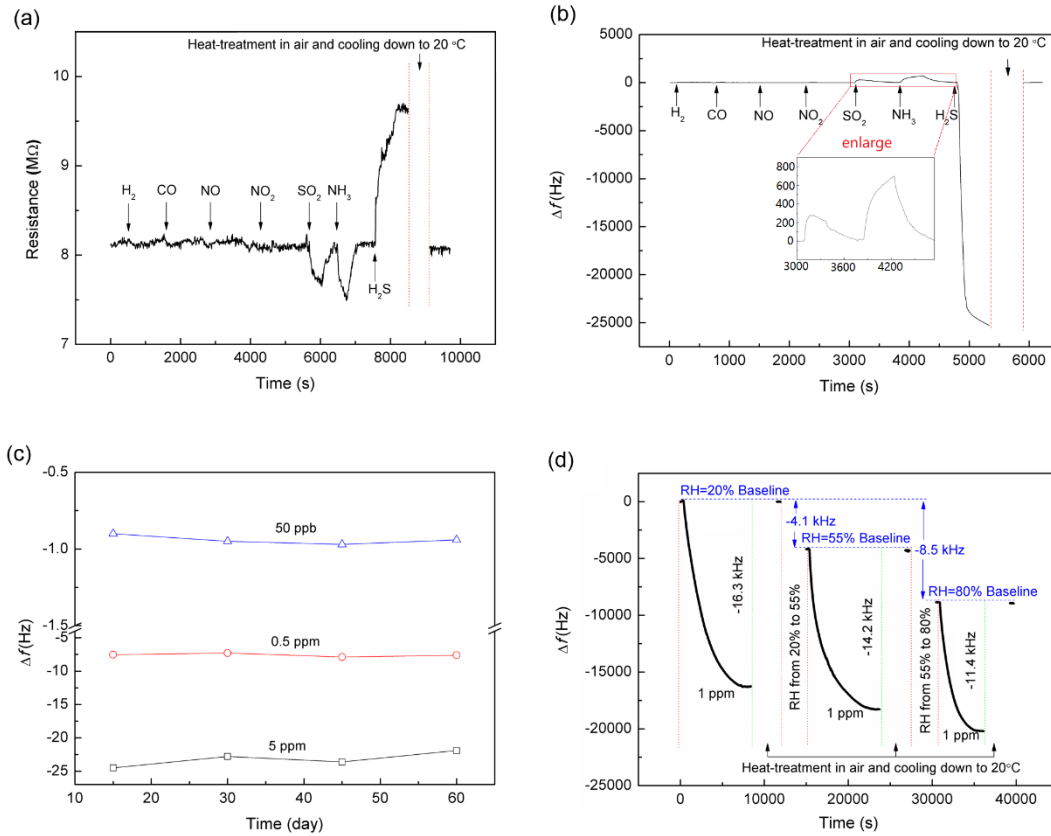 (a)
Heat-treatment in air and cooling down to 20 °C
10
9
8
7
Resistance (MΩ)
H₂
CO
NO
NO₂
SO₂
NH₃
H₂S
0
2000
4000
6000
8000
10000
Time (s)
(b)
Heat-treatment in air and cooling down to 20 °C
5000
0
-5000
-10000
-15000
-20000
-25000
Δf(Hz)
H₂
CO
NO
NO₂
SO₂
NH₃
H₂S
enlarge
800
600
400
200
0
3000
3600
4200
0
1000
2000
3000
4000
5000
6000
Time (s)
(c)
-0.5
-1.0
-1.5
-5
-10
-15
-20
-25
Δf(Hz)
50 ppb
0.5 ppm
5 ppm
10
20
30
40
50
60
Time (day)
(d)
0
-5000
-10000
-15000
-20000
-25000
Δf(Hz)
RH=20% Baseline
-4.1 kHz
RH=55% Baseline
-8.5 kHz
RH=80% Baseline
-16.3 kHz
RH from 20% to 55%
-14.2 kHz
RH from 55% to 80%
-11.4 kHz
1 ppm
1 ppm
1 ppm
Heat-treatment in air and cooling down to 20°C
0
10000
20000
30000
40000
Time (s)